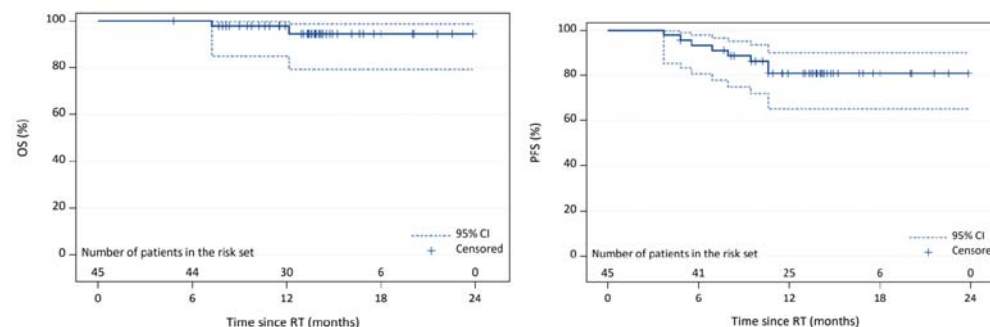 100
80
60
40
20
0
OS (%)
95% CI
Censored
Number of patients in the risk set
45 44 30 6 0
0 6 12 18 24
Time since RT (months)
100
80
60
40
20
0
PFS (%)
95% CI
Censored
Number of patients in the risk set
45 41 25 6 0
0 6 12 18 24
Time since RT (months)